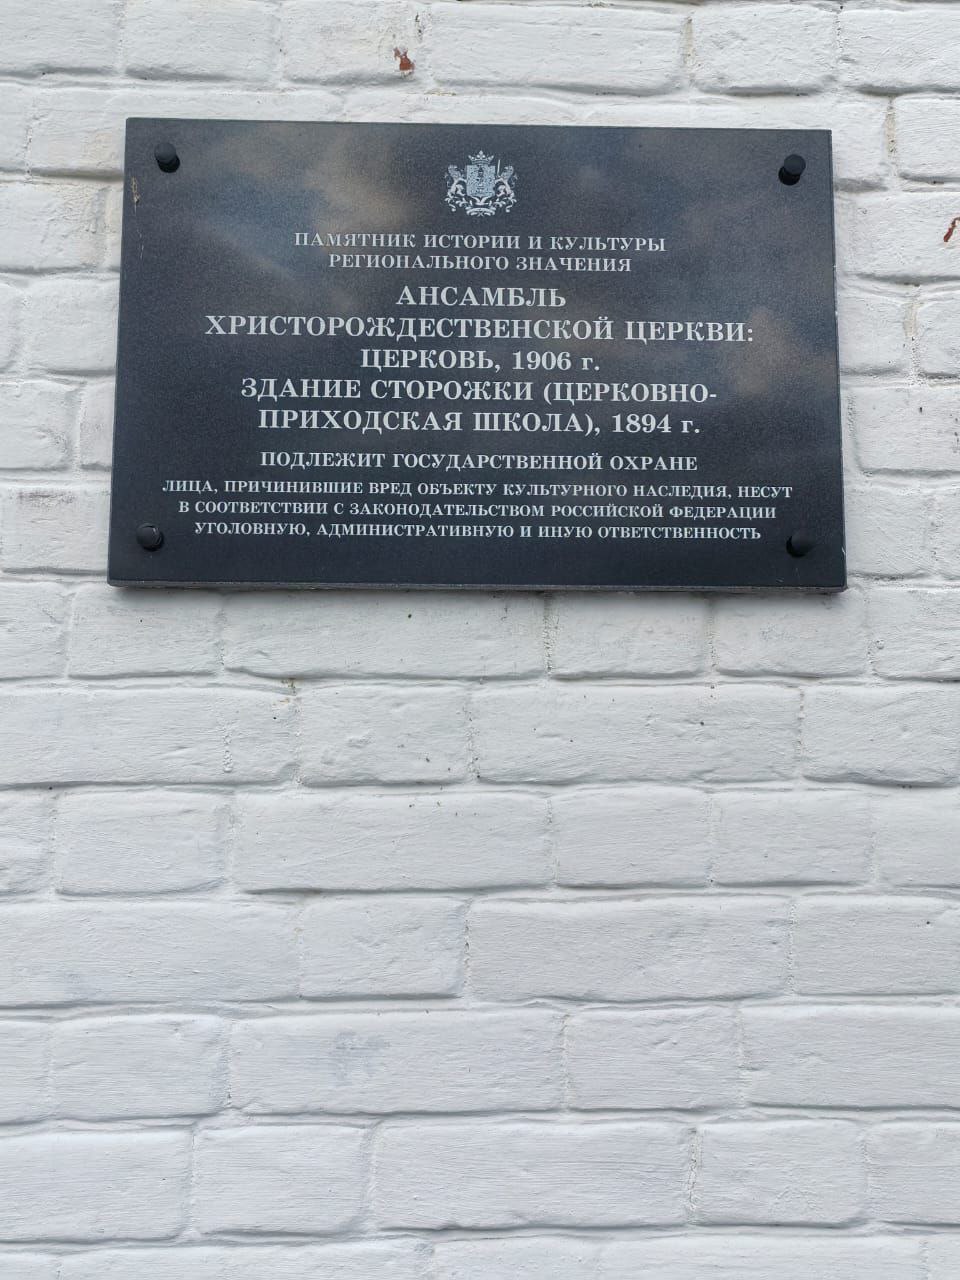 ПАМЯТНИК ИСТОРИИ И КУЛЬТУРЫ
РЕГИОНАЛЬНОГО ЗНАЧЕНИЯ
АНСАМБЛЬ
ХРИСТОРОЖДЕСТВЕНСКОЙ ЦЕРКВИ:
ЦЕРКОВЬ, 1906 г.
ЗДАНИЕ СТОРОЖКИ (ЦЕРКОВНО-
ПРИХОДСКАЯ ШКОЛА), 1894 г.
ПОДЛЕЖИТ ГОСУДАРСТВЕННОЙ ОХРАНЕ
ЛИЦА, ПРИЧИНИВШИЕ ВРЕД ОБЪЕКТУ КУЛЬТУРНОГО НАСЛЕДИЯ, НЕСУТ
В СООТВЕТСТВИИ С ЗАКОНОДАТЕЛЬСТВОМ РОССИЙСКОЙ ФЕДЕРАЦИИ
УГОЛОВНУЮ, АДМИНИСТРАТИВНУЮ И ИНУЮ ОТВЕТСТВЕННОСТЬ